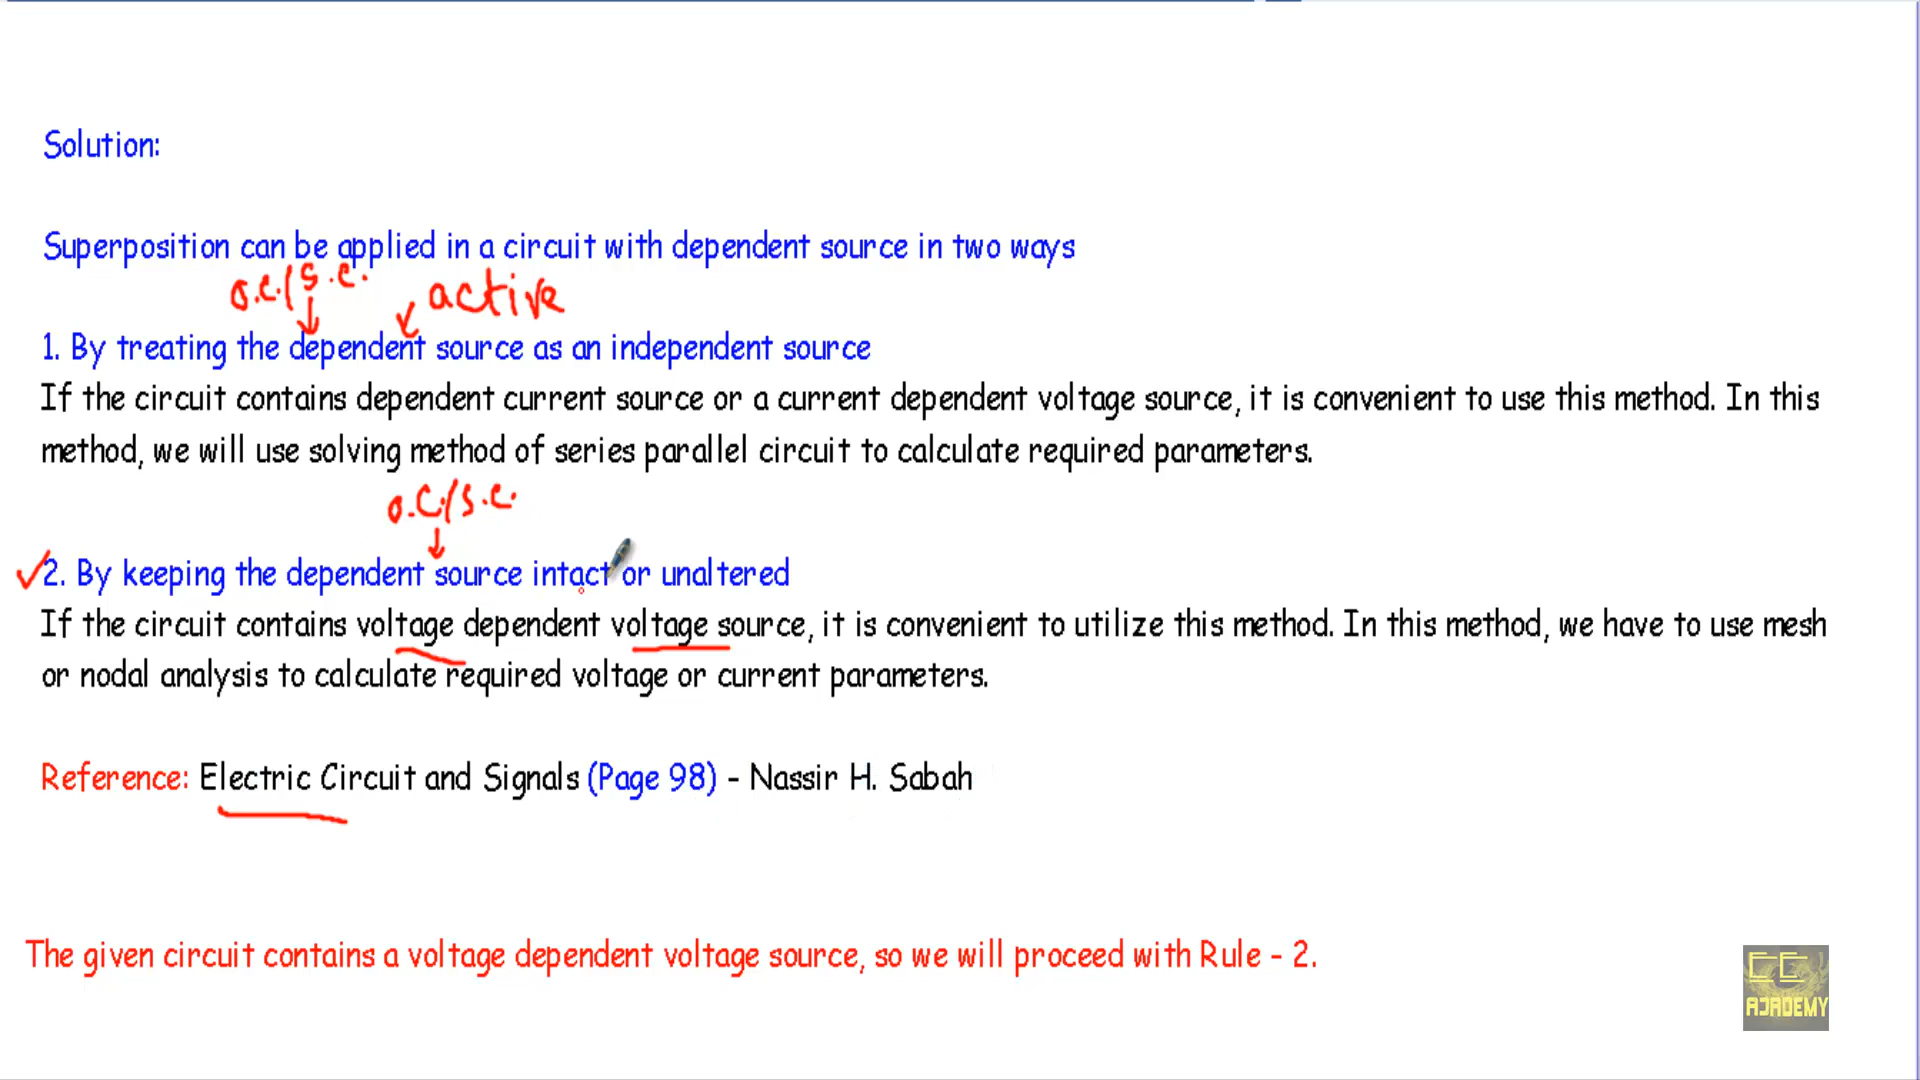 Solution:
Superposition can be applied in a circuit with dependent source in two ways
o.c./s.c. active
1. By treating the dependent source as an independent source
If the circuit contains dependent current source or a current dependent voltage source, it is convenient to use this method. In this
method, we will use solving method of series parallel circuit to calculate required parameters.
o.c./s.c.
2. By keeping the dependent source intact or unaltered
If the circuit contains voltage dependent voltage source, it is convenient to utilize this method. In this method, we have to use mesh
or nodal analysis to calculate required voltage or current parameters.
Reference: Electric Circuit and Signals (Page 98) - Nassir H. Sabah
The given circuit contains a voltage dependent voltage source, so we will proceed with Rule - 2.
EE
AJADEMY